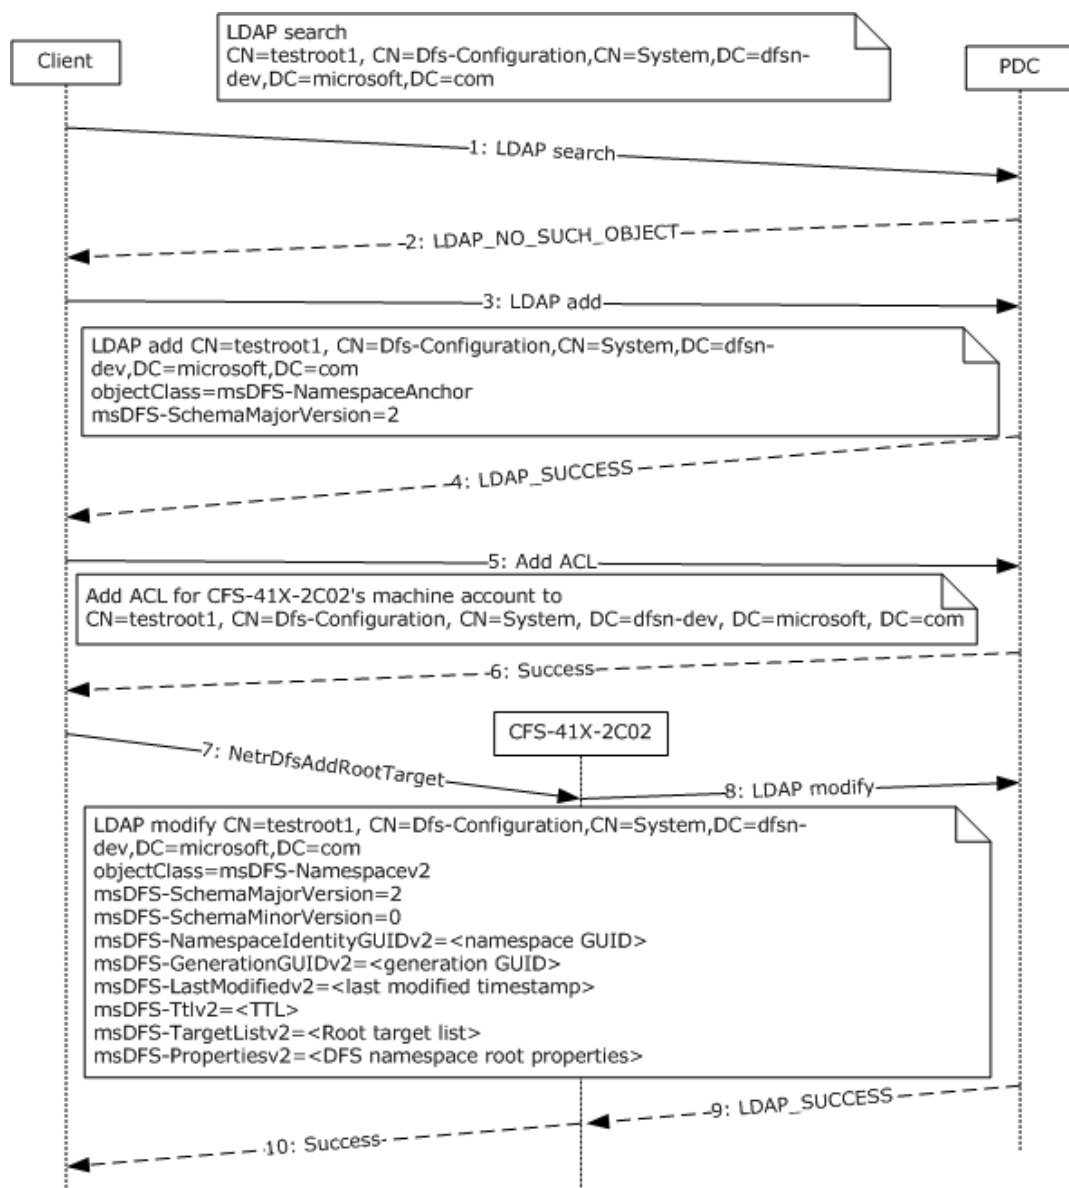 LDAP search
CN=testroot1, CN=Dfs-Configuration,CN=System,DC=dfsn-
dev,DC=microsoft,DC=com
Client
PDC
1: LDAP search
2: LDAP_NO_SUCH_OBJECT
3: LDAP add
LDAP add CN=testroot1, CN=Dfs-Configuration,CN=System,DC=dfsn-
dev,DC=microsoft,DC=com
objectClass=msDFS-NamespaceAnchor
msDFS-SchemaMajorVersion=2
4: LDAP_SUCCESS
5: Add ACL
Add ACL for CFS-41X-2C02's machine account to
CN=testroot1, CN=Dfs-Configuration, CN=System, DC=dfsn-dev, DC=microsoft, DC=com
6: Success
CFS-41X-2C02
7: NetrDfsAddRootTarget
8: LDAP modify
LDAP modify CN=testroot1, CN=Dfs-Configuration,CN=System,DC=dfsn-
dev,DC=microsoft,DC=com
objectClass=msDFS-Namespacev2
msDFS-SchemaMajorVersion=2
msDFS-SchemaMinorVersion=0
msDFS-NamespaceIdentityGUIDv2=<namespace GUID>
msDFS-GenerationGUIDv2=<generation GUID>
msDFS-LastModifiedv2=<last modified timestamp>
msDFS-Ttlv2=<TTL>
msDFS-TargetListv2=<Root target list>
msDFS-Propertiesv2=<DFS namespace root properties>
9: LDAP_SUCCESS
10: Success